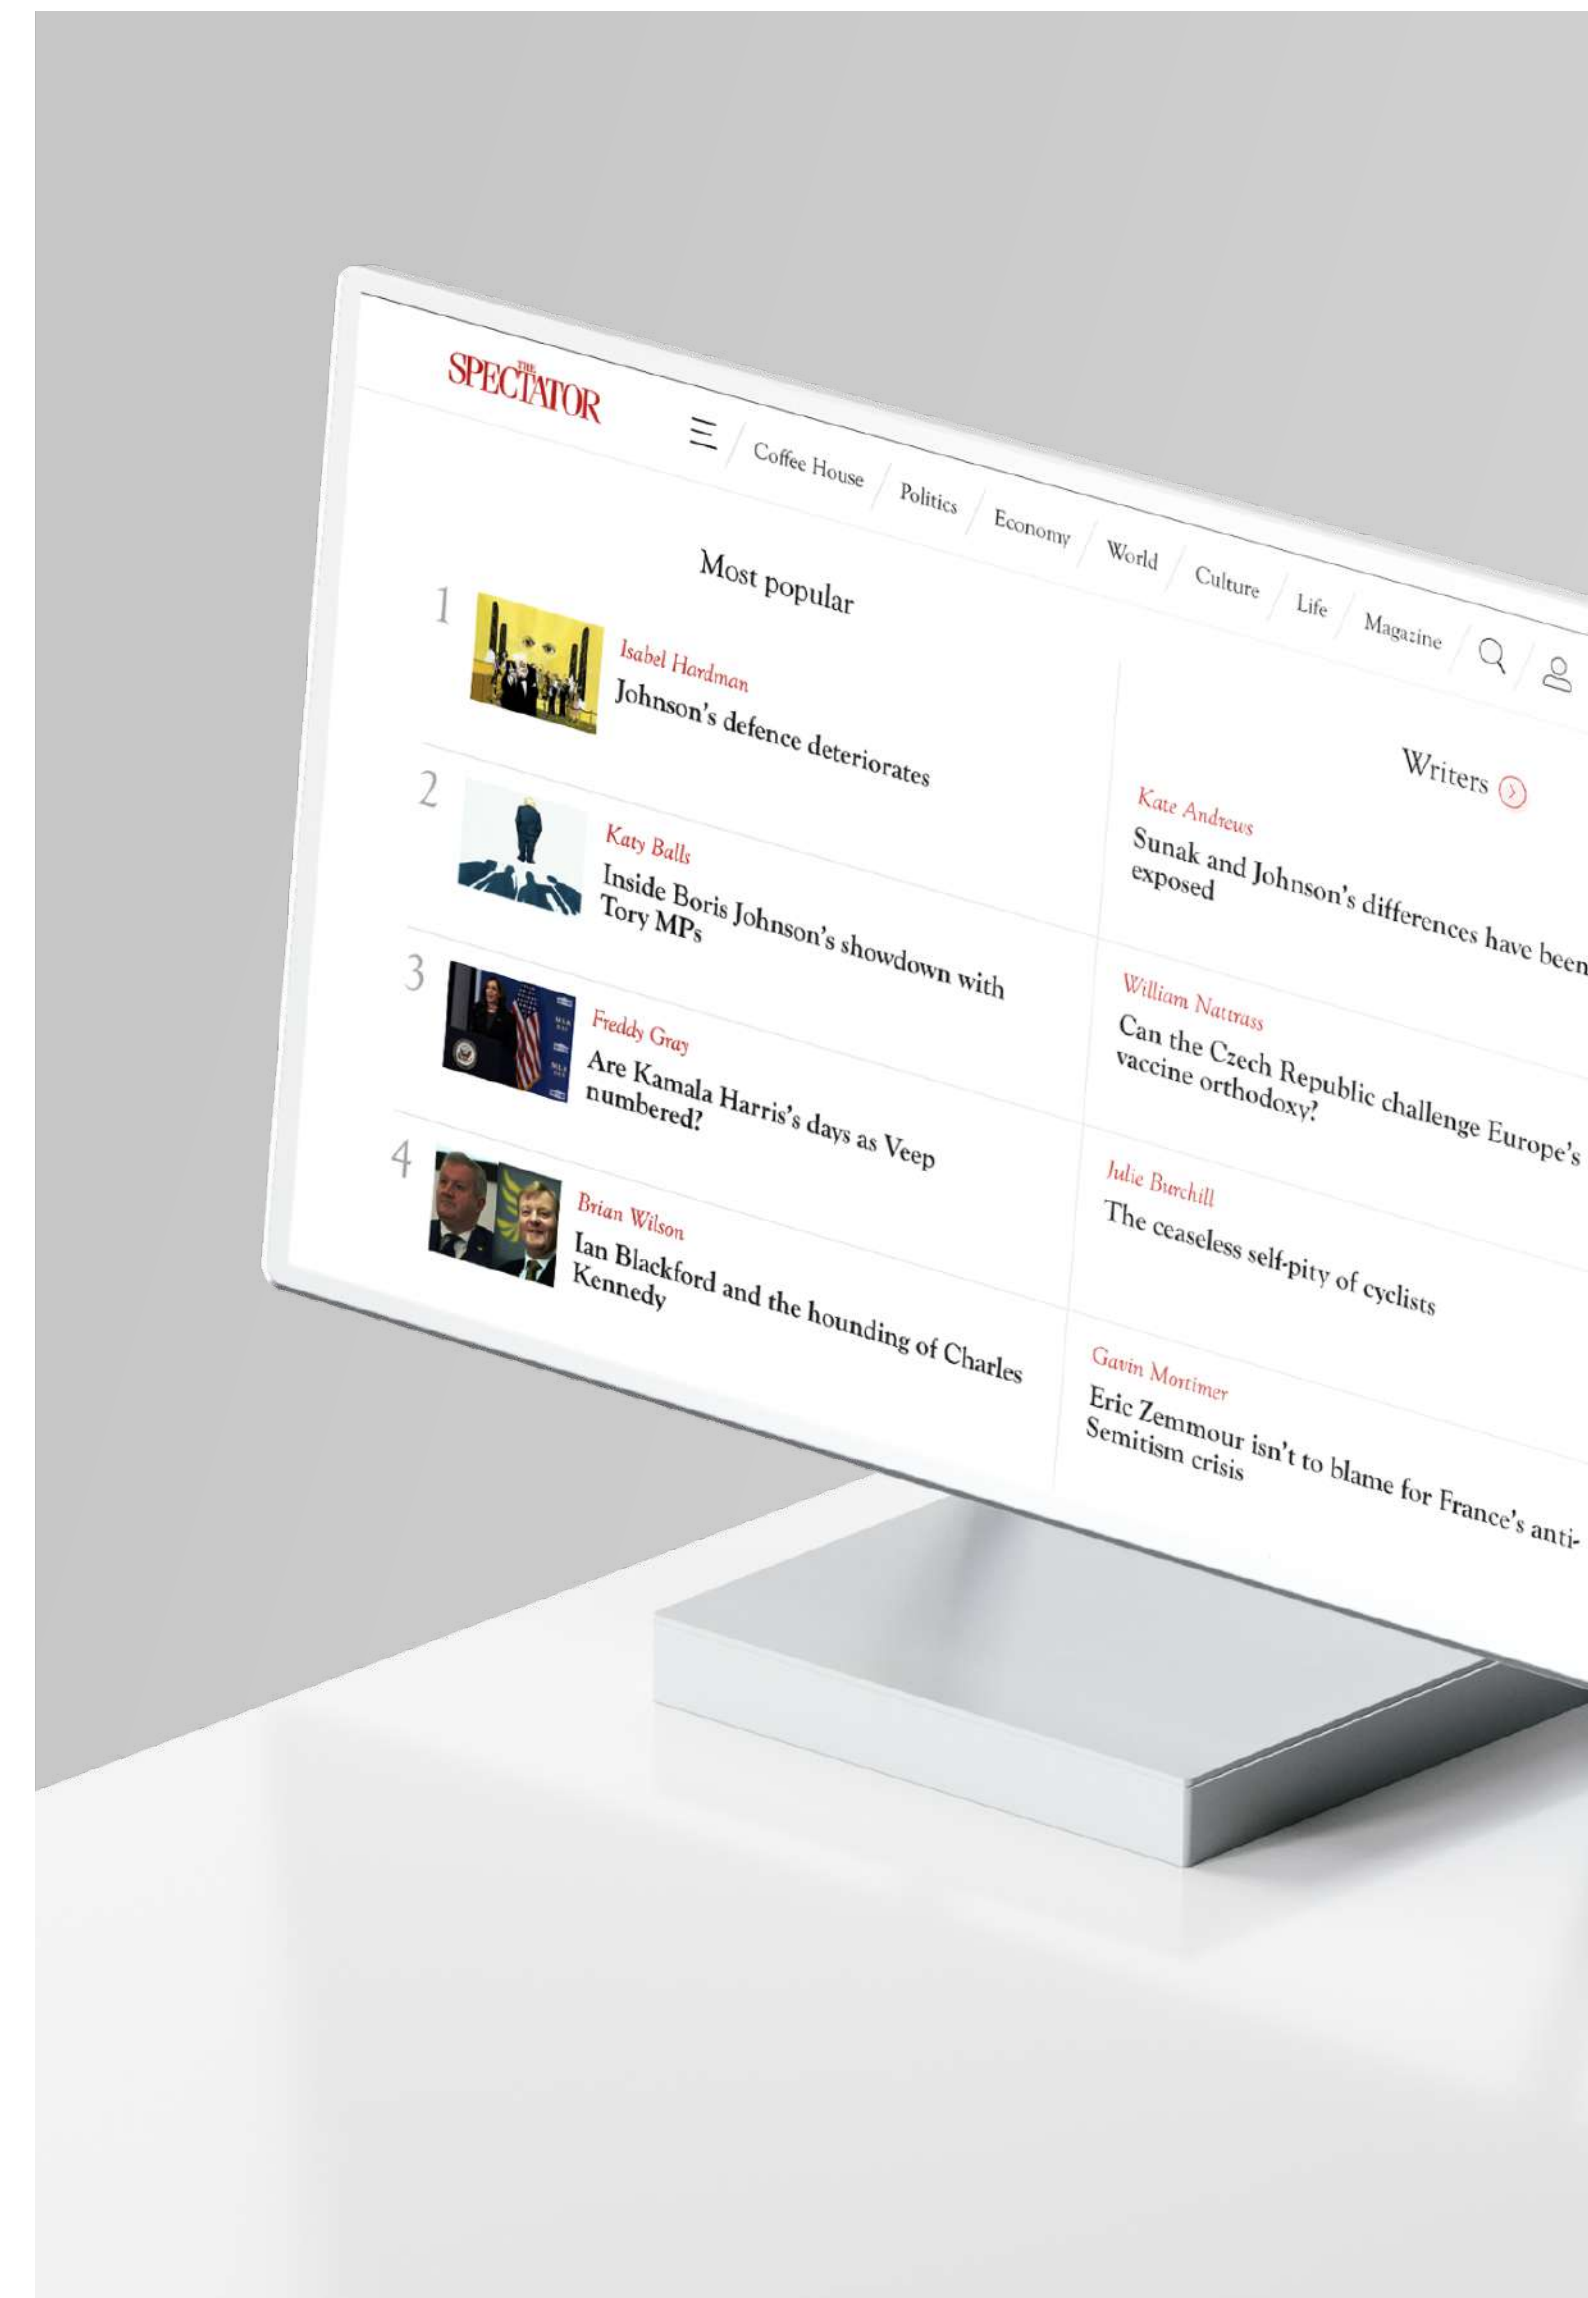 THE
SPECTATOR
Coffee House
Politics
Economy
World
Culture
Life
Magazine
Most popular
1
Isabel Hardman
Johnson's defence deteriorates
2
Katy Balls
Inside Boris Johnson's showdown with
Tory MPs
3
Freddy Gray
Are Kamala Harris's days as Veep
numbered?
4
Brian Wilson
Ian Blackford and the hounding of Charles
Kennedy
Writers
Kate Andrews
Sunak and Johnson's differences have been
exposed
William Nattrass
Can the Czech Republic challenge Europe's
vaccine orthodoxy?
Julie Burchill
The ceaseless self-pity of cyclists
Gavin Mortimer
Eric Zemmour isn't to blame for France's anti-
Semitism crisis